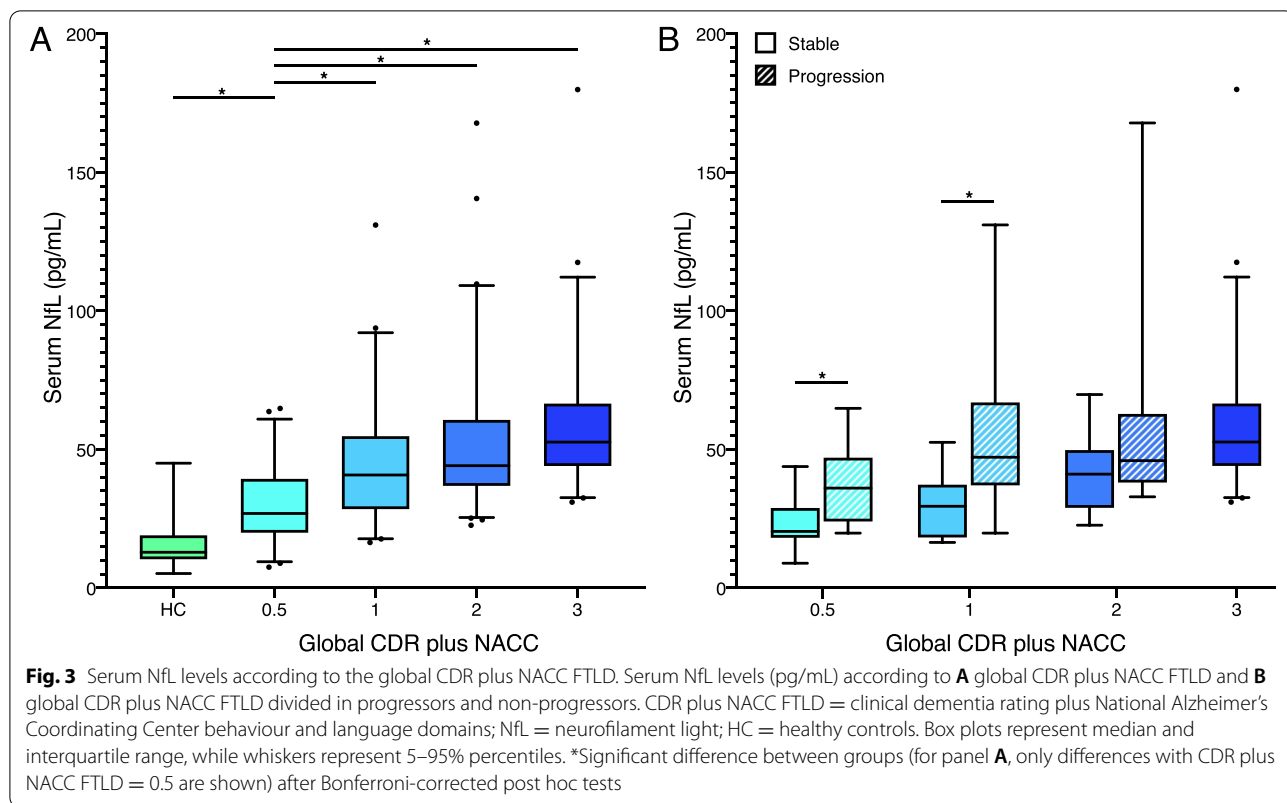 A
B
200
150
100
50
0
Serum NfL (pg/mL)
*
*
*
*
HC 0.5 1 2 3
Global CDR plus NACC
200
150
100
50
0
Serum NfL (pg/mL)
Stable
Progression
*
*
0.5 1 2 3
Global CDR plus NACC
Fig. 3 Serum NfL levels according to the global CDR plus NACC FTLD. Serum NfL levels (pg/mL) according to A global CDR plus NACC FTLD and B
global CDR plus NACC FTLD divided in progressors and non-progressors. CDR plus NACC FTLD = clinical dementia rating plus National Alzheimer's
Coordinating Center behaviour and language domains; NfL = neurofilament light; HC = healthy controls. Box plots represent median and
interquartile range, while whiskers represent 5–95% percentiles. *Significant difference between groups (for panel A, only differences with CDR plus
NACC FTLD = 0.5 are shown) after Bonferroni-corrected post hoc tests